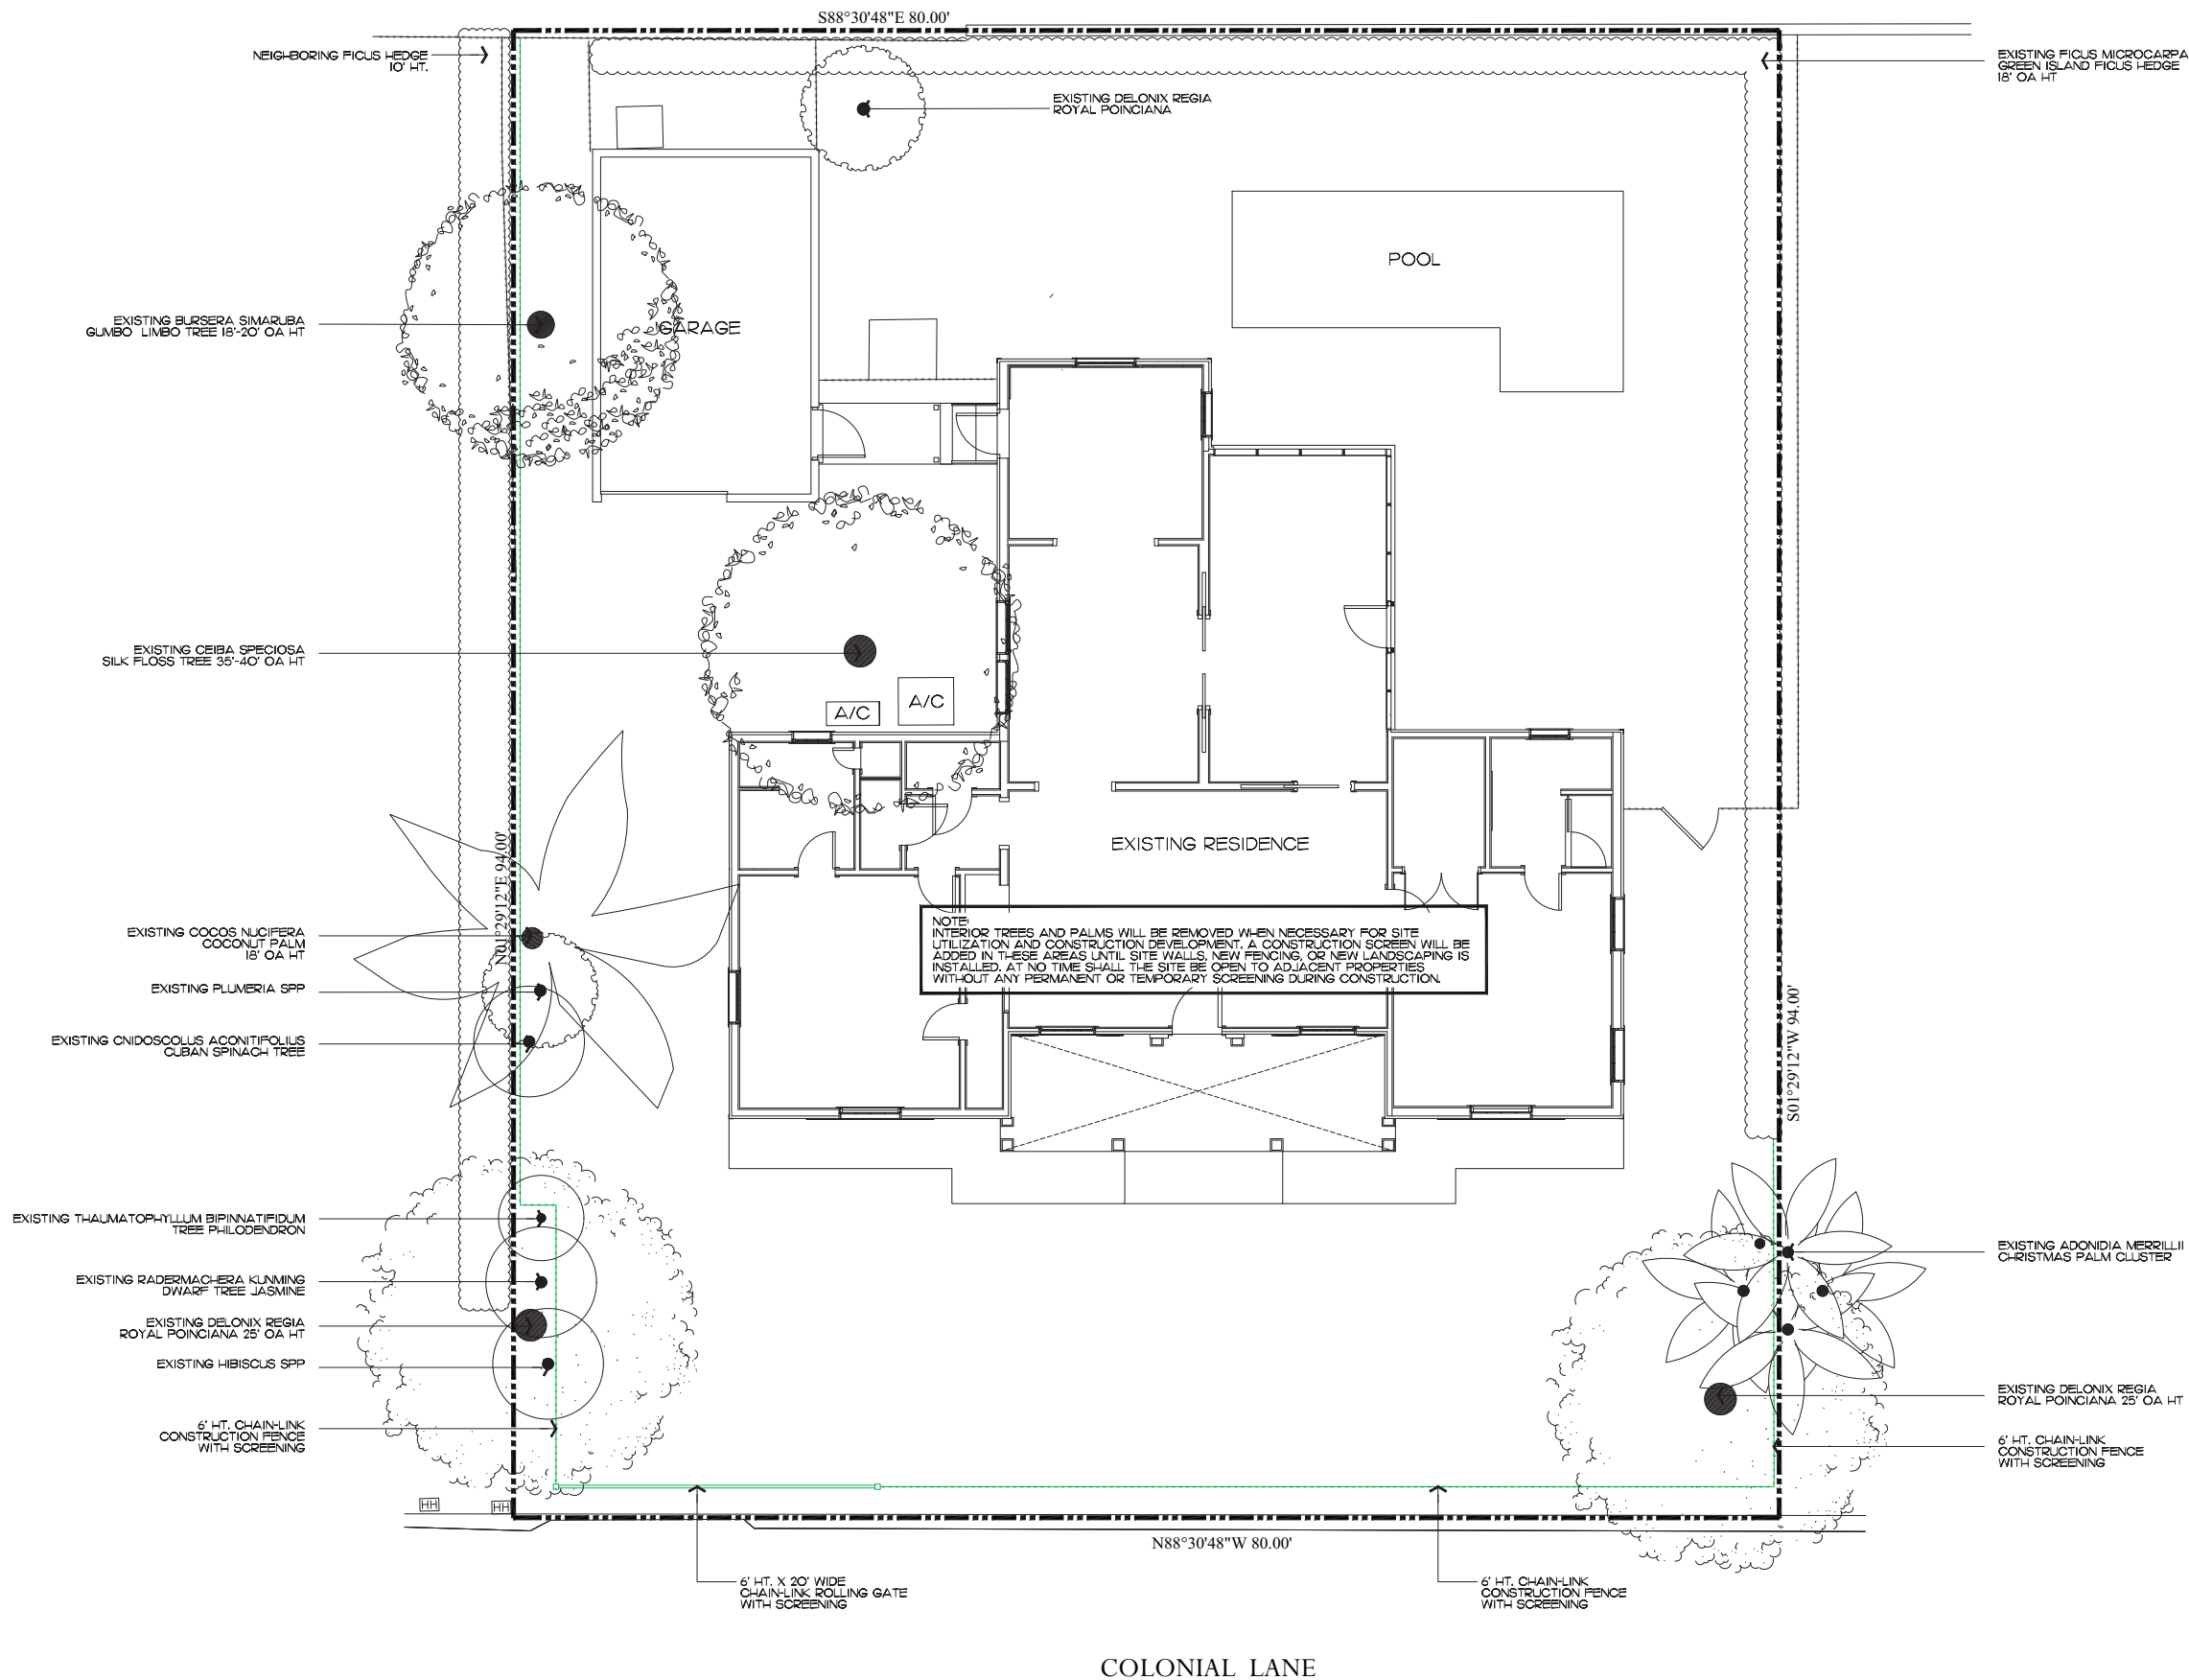 S88°30'48"E 80.00'
NEIGHBORING FICUS HEDGE
10' HT.
EXISTING FICUS MICROCARPA
GREEN ISLAND FICUS HEDGE
18' OA HT
EXISTING DELONIX REGIA
ROYAL POINCIANA
POOL
EXISTING BURSERA SIMARUBA
GUMBO LIMBO TREE 18'-20' OA HT
GARAGE
EXISTING CEIBA SPECIOSA
SILK FLOSS TREE 35'-40' OA HT
A/C
A/C
EXISTING RESIDENCE
N01°29'12"E 94.00'
EXISTING COCOS NUCIFERA
COCONUT PALM
18' OA HT
NOTE:
INTERIOR TREES AND PALMS WILL BE REMOVED WHEN NECESSARY FOR SITE
UTILIZATION AND CONSTRUCTION DEVELOPMENT. A CONSTRUCTION SCREEN WILL BE
ADDED IN THESE AREAS UNTIL SITE WALLS, NEW FENCING, OR NEW LANDSCAPING IS
INSTALLED. AT NO TIME SHALL THE SITE BE OPEN TO ADJACENT PROPERTIES
WITHOUT ANY PERMANENT OR TEMPORARY SCREENING DURING CONSTRUCTION.
EXISTING PLUMERIA SPP
EXISTING CNIDOSCOLUS ACONITIFOLIUS
CUBAN SPINACH TREE
S01°29'12"W 94.00'
EXISTING THAUMATOPHYLLUM BIPINNATIFIDUM
TREE PHILODENDRON
EXISTING ADONIDIA MERRILLII
CHRISTMAS PALM CLUSTER
EXISTING RADERMACHERA KUNMING
DWARF TREE JASMINE
EXISTING DELONIX REGIA
ROYAL POINCIANA 25' OA HT
EXISTING HIBISCUS SPP
EXISTING DELONIX REGIA
ROYAL POINCIANA 25' OA HT
6' HT. CHAIN-LINK
CONSTRUCTION FENCE
WITH SCREENING
6' HT. CHAIN-LINK
CONSTRUCTION FENCE
WITH SCREENING
HH
HH
N88°30'48"W 80.00'
6' HT. X 20' WIDE
CHAIN-LINK ROLLING GATE
WITH SCREENING
6' HT. CHAIN-LINK
CONSTRUCTION FENCE
WITH SCREENING
COLONIAL LANE